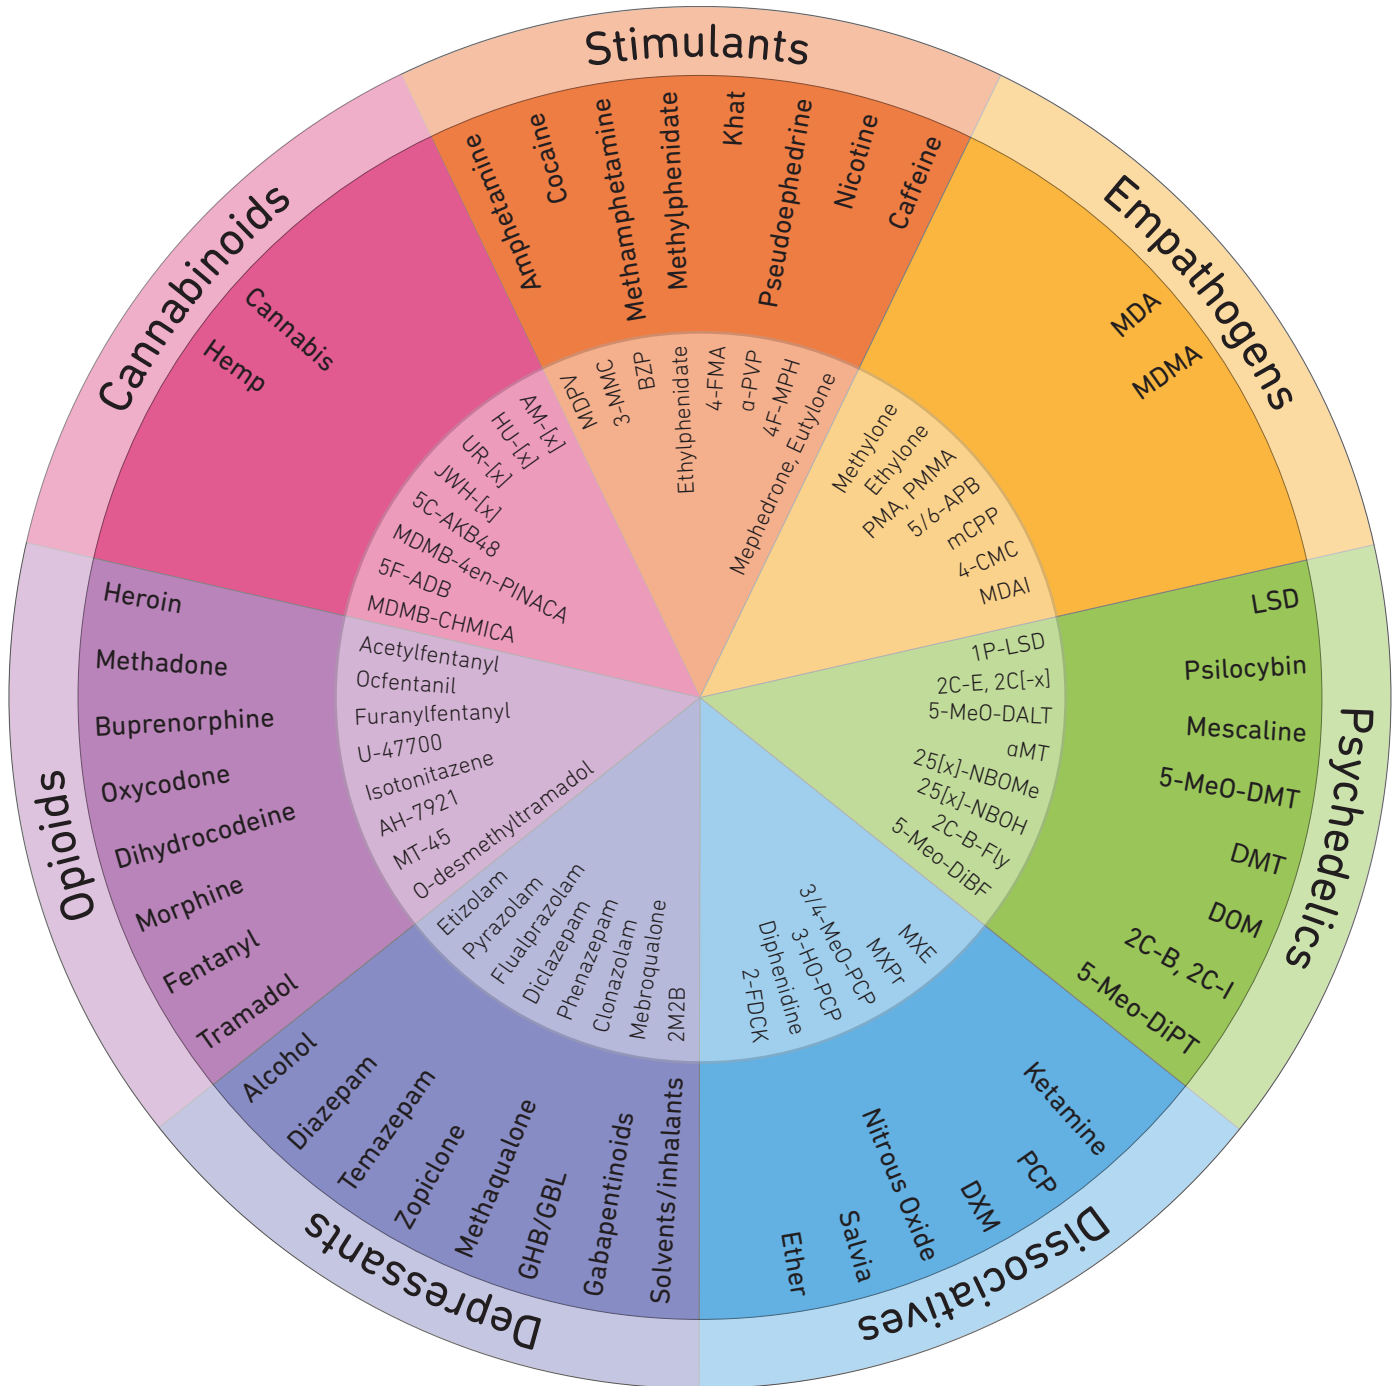 Stimulants
Amphetamine
Cocaine
Methamphetamine
Methylphenidate
Khat
Pseudoephedrine
Nicotine
Caffeine
MDPV
3-MMC
BZP
Ethylphenidate
4-FMA
α-PVP
4F-MPH
Mephedrone, Eutylone
Empathogens
MDA
MDMA
Methylone
Ethylone
PMA, PMMA
5/6-APB
mCPP
4-CMC
MDAI
Psychedelics
LSD
Psilocybin
Mescaline
5-MeO-DMT
DMT
DOM
2C-B, 2C-I
5-Meo-DiPT
1P-LSD
2C-E, 2C[-x]
5-MeO-DALT
αMT
25[x]-NBOMe
25[x]-NBOH
2C-B-Fly
5-Meo-DiBF
Dissociatives
Ketamine
PCP
DXM
Nitrous Oxide
Salvia
Ether
MXE
MXPr
3/4-MeO-PCP
3-HO-PCP
Diphenidine
2-FDCK
Depressants
Solvents/inhalants
Gabapentinoids
GHB/GBL
Methaqualone
Zopiclone
Temazepam
Diazepam
Alcohol
2M2B
Mebroqualone
Clonazolam
Phenazepam
Diclazepam
Flualprazolam
Pyrazolam
Etizolam
Opioids
Heroin
Methadone
Buprenorphine
Oxycodone
Dihydrocodeine
Morphine
Fentanyl
Tramadol
Acetylfentanyl
Ocfentanil
Furanylfentanyl
U-47700
Isotonitazene
AH-7921
MT-45
O-desmethyltramadol
Cannabinoids
Cannabis
Hemp
AM-[x]
HU-[x]
UR-[x]
JWH-[x]
5C-AKB48
MDMB-4en-PINACA
5F-ADB
MDMB-CHMICA